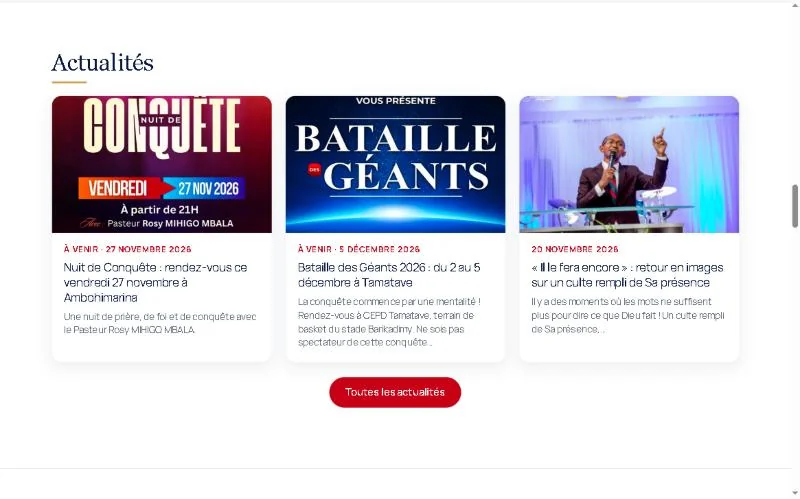 Actualités
CONQUÊTE
NUIT DE
VENDREDI 27 NOV 2026
À partir de 21H
Avec Pasteur Rosy MIHIGO MBALA
À VENIR · 27 NOVEMBRE 2026
Nuit de Conquête : rendez-vous ce
vendredi 27 novembre à
Ambohimarina
Une nuit de prière, de foi et de conquête avec
le Pasteur Rosy MIHIGO MBALA.
VOUS PRÉSENTE
BATAILLE
DES
GÉANTS
À VENIR · 5 DÉCEMBRE 2026
Bataille des Géants 2026 : du 2 au 5
décembre à Tamatave
La conquête commence par une mentalité !
Rendez-vous à CEPD Tamatave, terrain de
basket du stade Barikadimy. Ne sois pas
spectateur de cette conquête…
20 NOVEMBRE 2026
« Il le fera encore » : retour en images
sur un culte rempli de Sa présence
Il y a des moments où les mots ne suffisent
plus pour dire ce que Dieu fait ! Un culte rempli
de Sa présence, …
Toutes les actualités